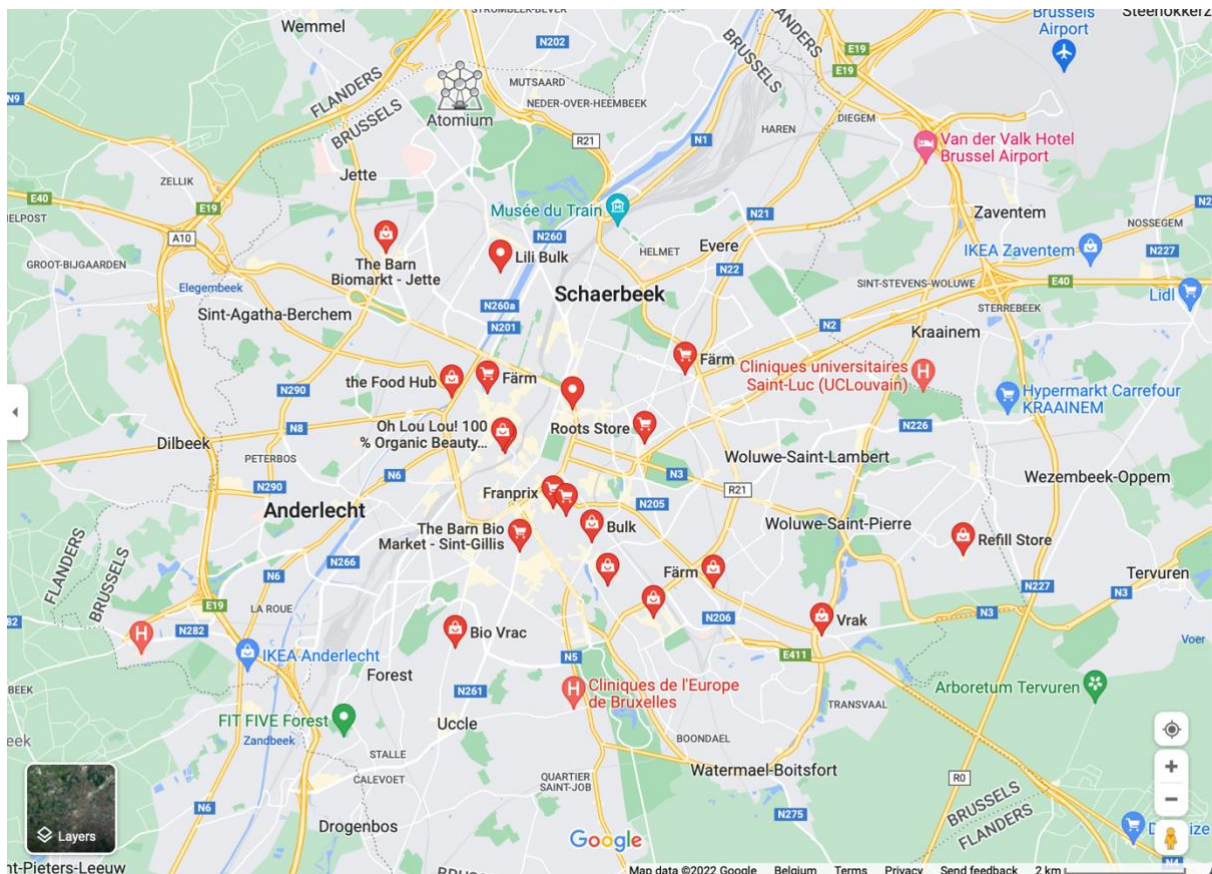 STROMBEEK-BEVER
Brussels
Airport
Steenokkerz
Wemmel
N202
E19
BRUSSELS
FLANDERS
E19
MUTSAARD
N9
FLANDERS
BRUSSELS
Atomium
NEDER-OVER-HEEMBEEK
DIEGEM
HAREN
R21
N1
Van der Valk Hotel
Brussel Airport
Jette
ZELLIK
E40
E19
Musée du Train
N21
Zaventem
NOSSEGEM
A10
N260
HELMET
Evere
IKEA Zaventem
N227
GROOT-BIJGAARDEN
The Barn
Biomarkt - Jette
Lili Bulk
N22
Elegembeek
SINT-STEVENS-WOLUWE
E40
Lidl
Schaerbeek
STERREBEEK
Sint-Agatha-Berchem
N260a
N201
N2
Kraainem
Färm
Cliniques universitaires
Saint-Luc (UCLouvain)
the Food Hub
Färm
N290
Hypermarkt Carrefour
KRAAINEM
Oh Lou Lou! 100
% Organic Beauty...
Roots Store
N8
N226
Dilbeek
PETERBOS
N6
Woluwe-Saint-Lambert
N3
Wezembeek-Oppem
N290
Franprix
R21
Anderlecht
N205
The Barn Bio
Market - Sint-Gillis
Bulk
Woluwe-Saint-Pierre
Refill Store
FLANDERS
BRUSSELS
N266
Färm
N6
N227
Tervuren
E19
LA ROUE
N3
N3
N282
Bio Vrac
N206
Vrak
Voer
E411
IKEA Anderlecht
N5
Forest
Cliniques de l'Europe
de Bruxelles
Arboretum Tervuren
N261
TRANSVAAL
FIT FIVE Forest
Uccle
Zandbeek
BOONDAEL
STALLE
CALEVOET
Watermael-Boitsfort
QUARTIER
SAINT-JOB
R0
BRUSSELS
FLANDERS
N6
Layers
Drogenbos
N275
Google
N4
nt-Pieters-Leeuw
Map data ©2022 Google Belgium Terms Privacy Send feedback 2 km